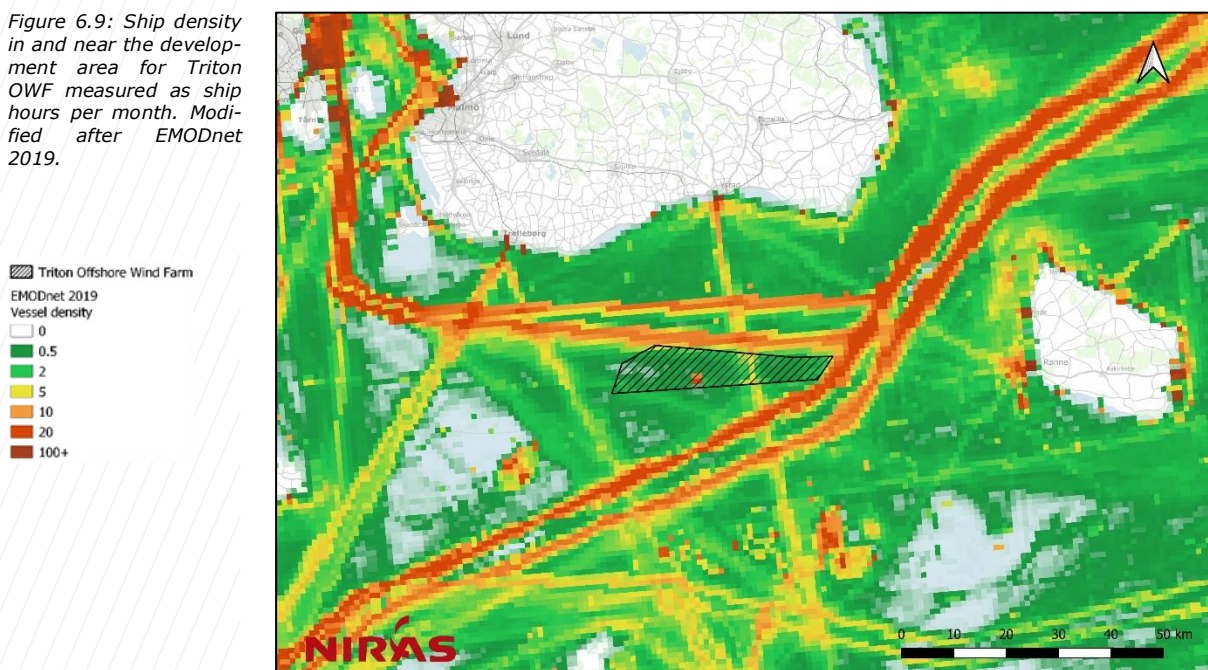 Figure 6.9: Ship density
in and near the develop-
ment area for Triton
OWF measured as ship
hours per month. Modi-
fied after EMODnet
2019.
Triton Offshore Wind Farm
EMODnet 2019
Vessel density
0
0.5
2
5
10
20
100+
Lund
Malmö
Svedala
Ystad
Trelleborg
Rønne
NIRAS
0 10 20 30 40 50 km